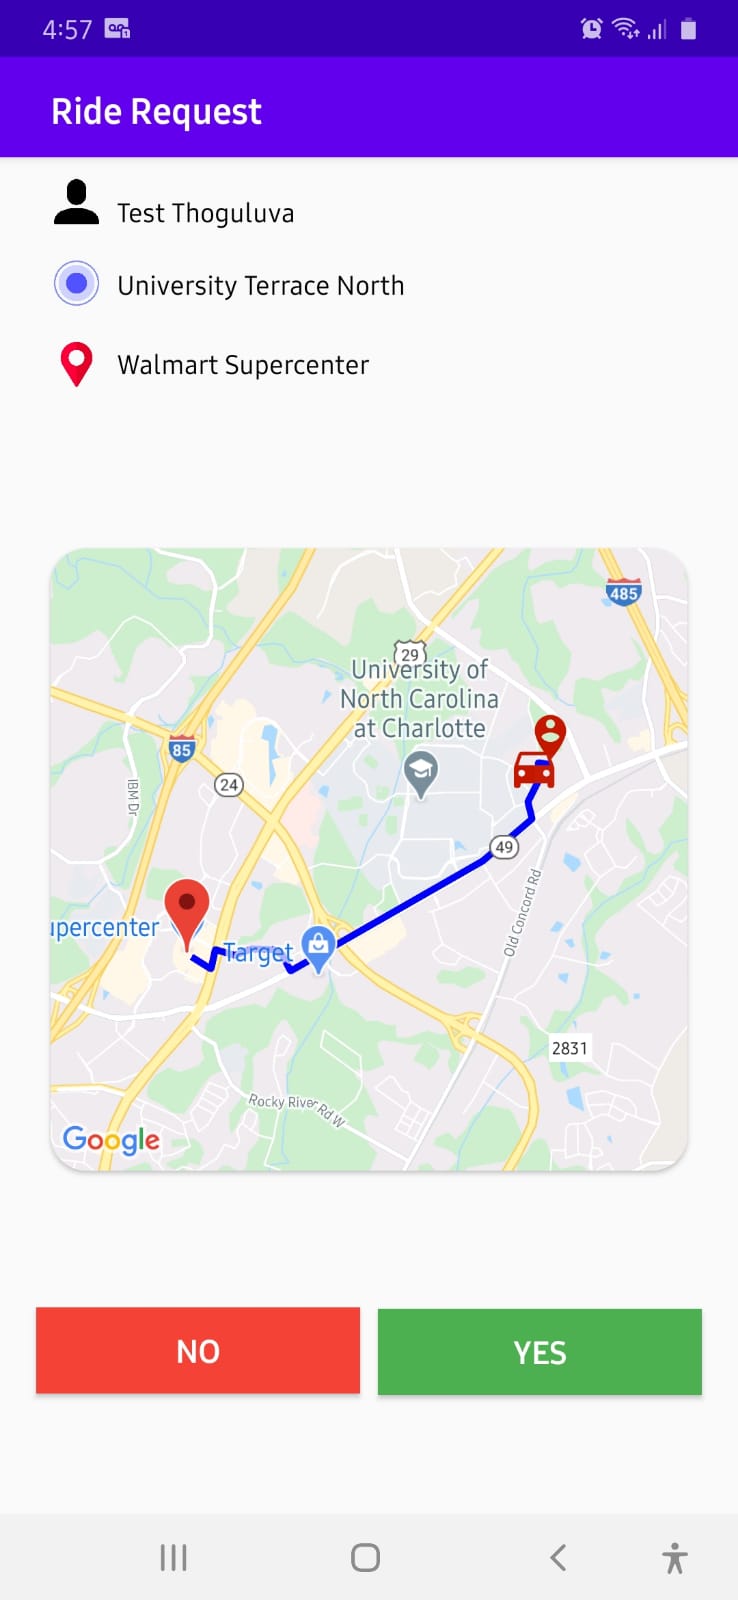 4:57
Ride Request
Test Thoguluva
University Terrace North
Walmart Supercenter
485
29
University of
North Carolina
at Charlotte
85
24
IBM Dr
49
Old Concord Rd
upercenter
Target
2831
Rocky River Rd W
Google
NO
YES